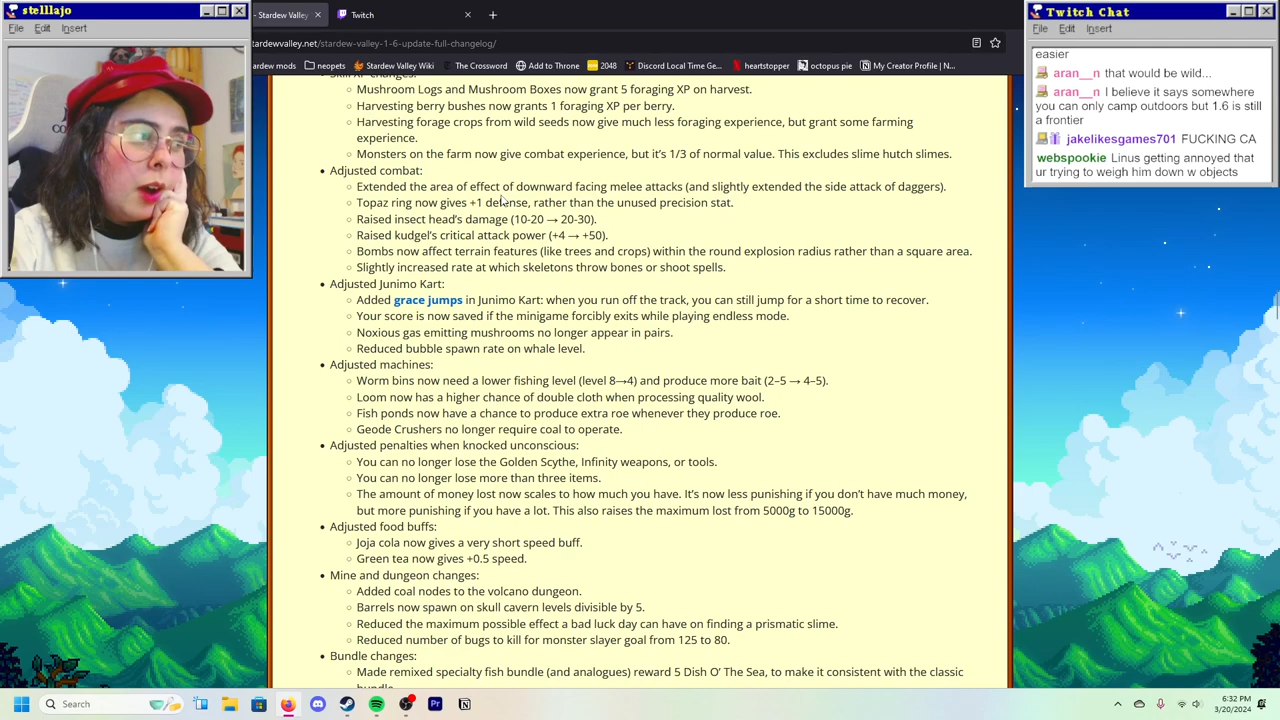 stelllajo
File Edit Insert
- Stardew Valley
Twitch
tardewvalley.net/stardew-valley-1-6-update-full-changelog/
Stardew Valley Wiki
The Crossword
Add to Throne
2048
Discord Local Time Ge...
heartstopper
octopus pie
My Creator Profile | N...
Mushroom Logs and Mushroom Boxes now grant 5 foraging XP on harvest.
Harvesting berry bushes now grants 1 foraging XP per berry.
Harvesting forage crops from wild seeds now give much less foraging experience, but grant some farming
experience.
Monsters on the farm now give combat experience, but it's 1/3 of normal value. This excludes slime hutch slimes.
Adjusted combat:
Extended the area of effect of downward facing melee attacks (and slightly extended the side attack of daggers).
Topaz ring now gives +1 defense, rather than the unused precision stat.
Raised insect head's damage (10-20 → 20-30).
Raised kudgel's critical attack power (+4 → +50).
Bombs now affect terrain features (like trees and crops) within the round explosion radius rather than a square area.
Slightly increased rate at which skeletons throw bones or shoot spells.
Adjusted Junimo Kart:
Added grace jumps in Junimo Kart: when you run off the track, you can still jump for a short time to recover.
Your score is now saved if the minigame forcibly exits while playing endless mode.
Noxious gas emitting mushrooms no longer appear in pairs.
Reduced bubble spawn rate on whale level.
Adjusted machines:
Worm bins now need a lower fishing level (level 8→4) and produce more bait (2–5 → 4–5).
Loom now has a higher chance of double cloth when processing quality wool.
Fish ponds now have a chance to produce extra roe whenever they produce roe.
Geode Crushers no longer require coal to operate.
Adjusted penalties when knocked unconscious:
You can no longer lose the Golden Scythe, Infinity weapons, or tools.
You can no longer lose more than three items.
The amount of money lost now scales to how much you have. It's now less punishing if you don't have much money,
but more punishing if you have a lot. This also raises the maximum lost from 5000g to 15000g.
Adjusted food buffs:
Joja cola now gives a very short speed buff.
Green tea now gives +0.5 speed.
Mine and dungeon changes:
Added coal nodes to the volcano dungeon.
Barrels now spawn on skull cavern levels divisible by 5.
Reduced the maximum possible effect a bad luck day can have on finding a prismatic slime.
Reduced number of bugs to kill for monster slayer goal from 125 to 80.
Bundle changes:
Made remixed specialty fish bundle (and analogues) reward 5 Dish O' The Sea, to make it consistent with the classic
Twitch Chat
File Edit Insert
easier
aran__n that would be wild...
aran__n I believe it says somewhere
you can only camp outdoors but 1.6 is still
a frontier
jakelikesgames701 FUCKING CA
webspookie Linus getting annoyed that
ur trying to weigh him down w objects
Search
6:32 PM
3/20/2024